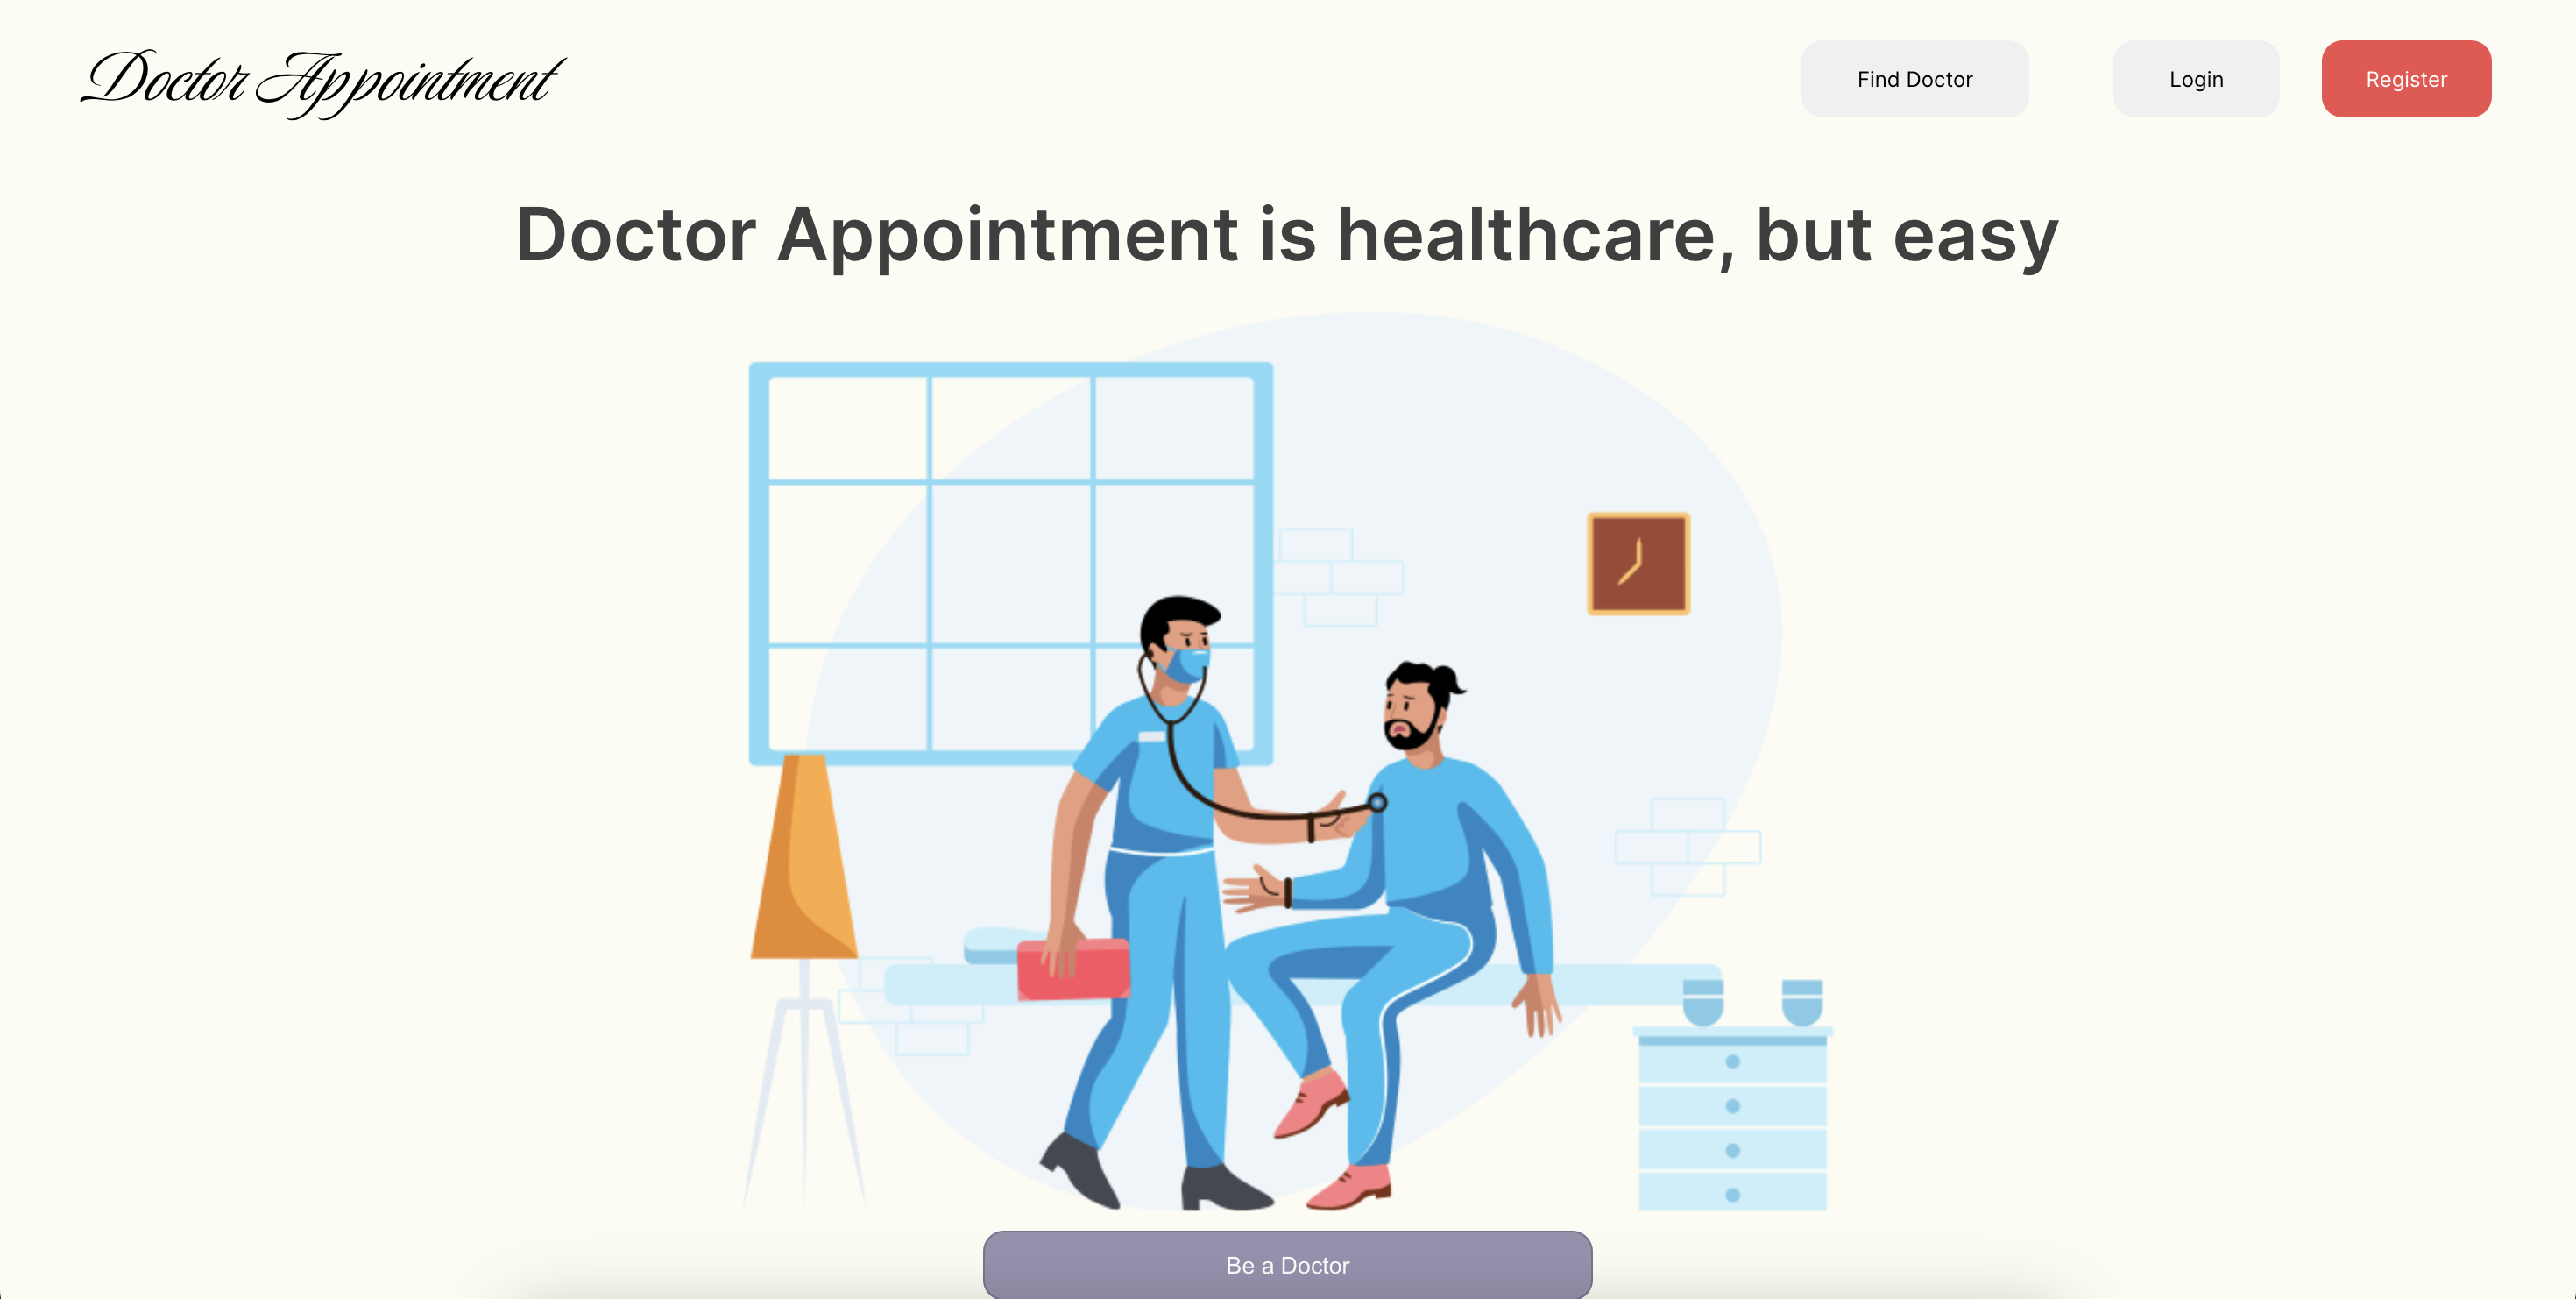 Doctor Appointment
Find Doctor
Login
Register
Doctor Appointment is healthcare, but easy
Be a Doctor